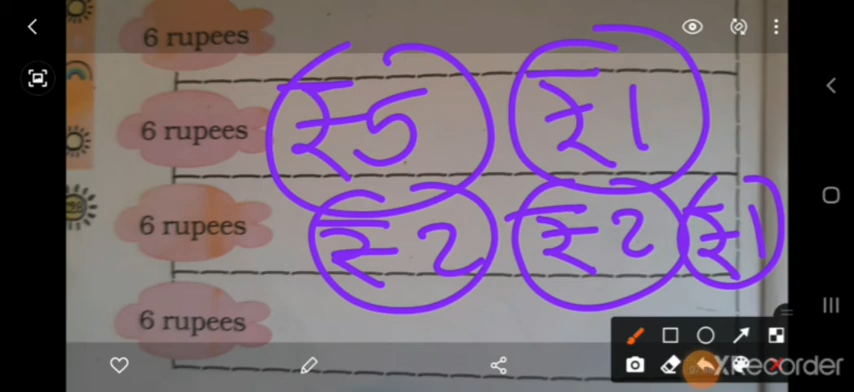 6 rupees
6 rupees ₹5 ₹1
6 rupees ₹2 ₹2 ₹1
6 rupees
XRecorder